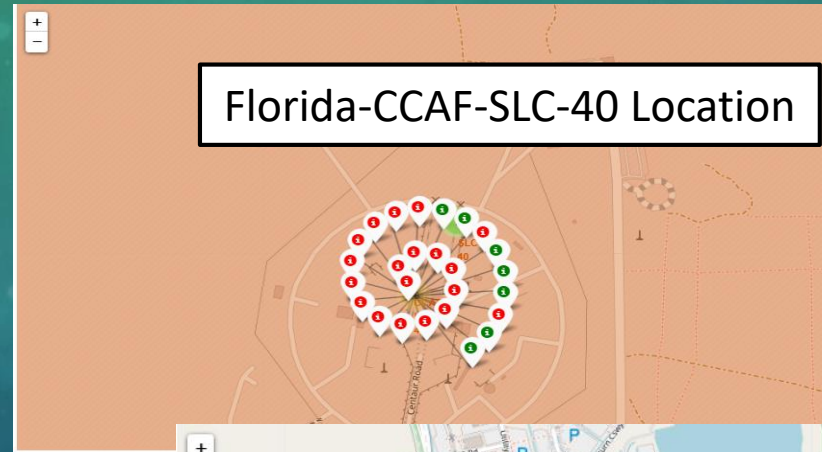 +
−
Florida-CCAF-SLC-40 Location
SLC
40
Centaur Road
+
P
P